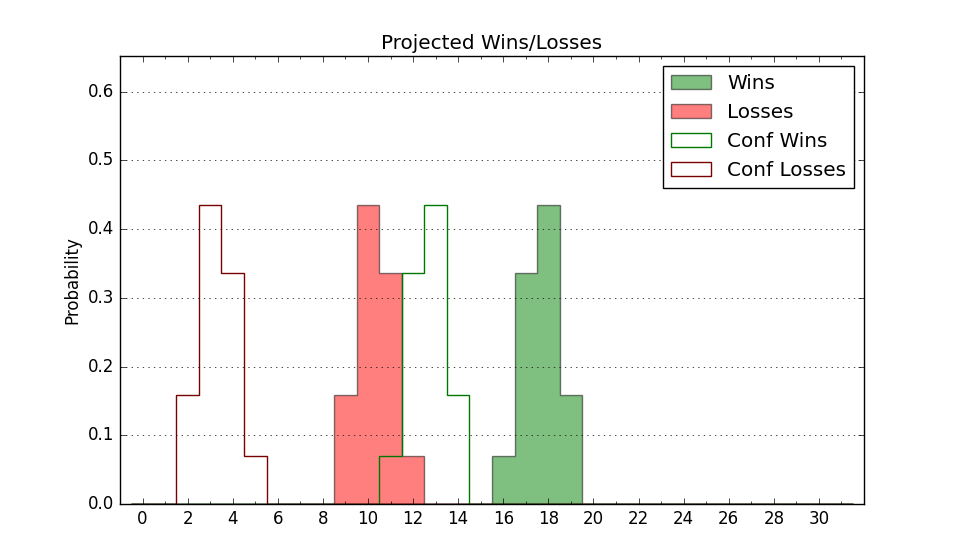 Projected Wins/Losses
Wins
Losses
Conf Wins
Conf Losses
Probability
0.6
0.5
0.4
0.3
0.2
0.1
0.0
0 2 4 6 8 10 12 14 16 18 20 22 24 26 28 30